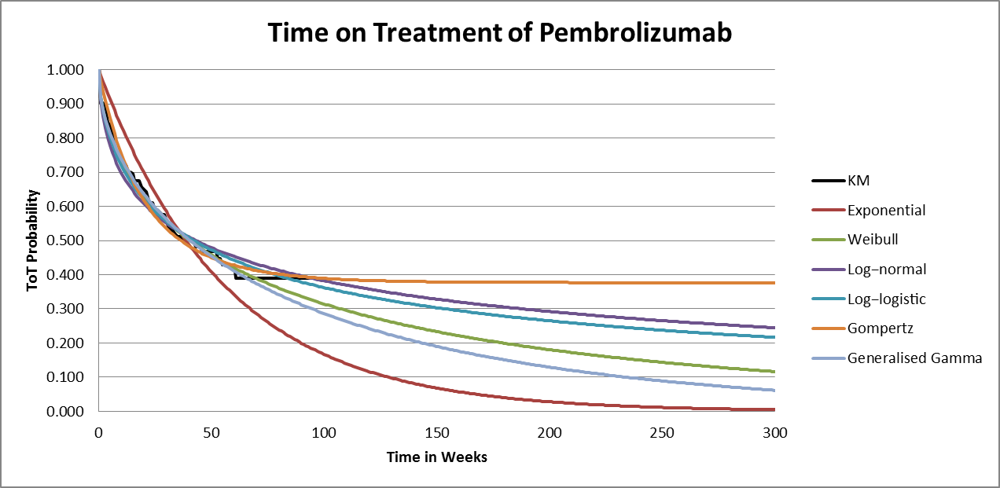 Time on Treatment of Pembrolizumab
1.000
0.900
0.800
0.700
0.600
0.500
0.400
0.300
0.200
0.100
0.000
ToT Probability
0 50 100 150 200 250 300
Time in Weeks
KM
Exponential
Weibull
Log–normal
Log–logistic
Gompertz
Generalised Gamma